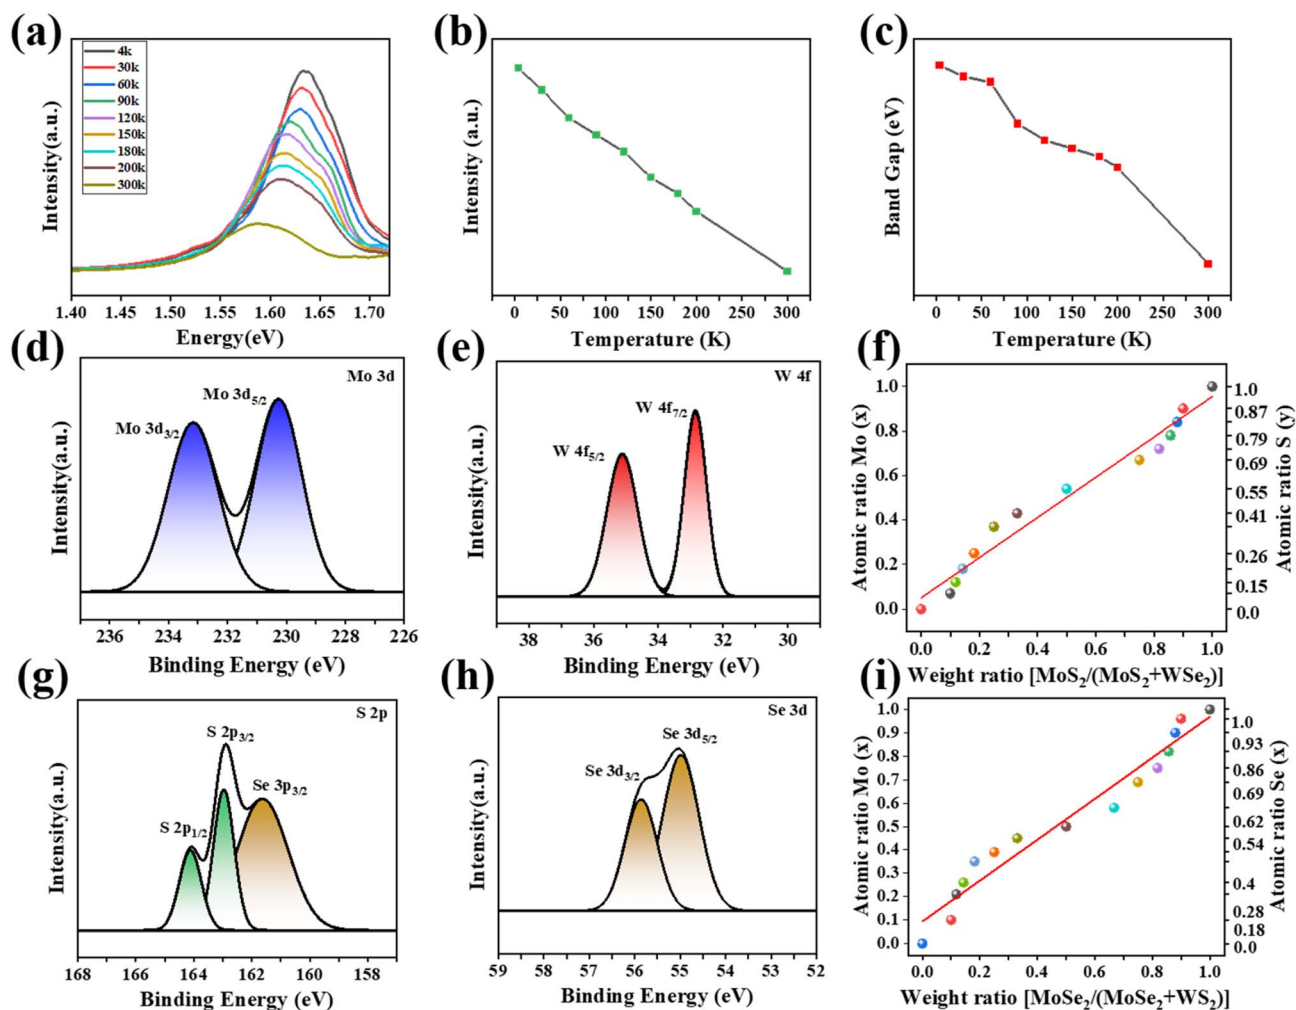 (a)
4k
30k
60k
90k
120k
150k
180k
200k
300k
Intensity(a.u.)
1.40 1.45 1.50 1.55 1.60 1.65 1.70
Energy(eV)
(b)
Intensity (a.u.)
0 50 100 150 200 250 300
Temperature (K)
(c)
Band Gap (eV)
0 50 100 150 200 250 300
Temperature (K)
(d)
Mo 3d
Mo 3d5/2
Mo 3d3/2
Intensity(a.u.)
236 234 232 230 228 226
Binding Energy (eV)
(e)
W 4f
W 4f7/2
W 4f5/2
Intensity(a.u.)
38 36 34 32 30
Binding Energy (eV)
(f)
Atomic ratio Mo (x)
1.0
0.8
0.6
0.4
0.2
0.0
1.0
0.87
0.79
0.69
0.55
0.41
0.26
0.15
0.0
Atomic ratio S (y)
0.0 0.2 0.4 0.6 0.8 1.0
Weight ratio [MoS2/(MoS2+WSe2)]
(g)
S 2p
S 2p3/2
Se 3p3/2
S 2p1/2
Intensity(a.u.)
168 166 164 162 160 158
Binding Energy (eV)
(h)
Se 3d
Se 3d5/2
Se 3d3/2
Intensity(a.u.)
59 58 57 56 55 54 53 52
Binding Energy (eV)
(i)
Atomic ratio Mo (x)
1.0
0.9
0.8
0.7
0.6
0.5
0.4
0.3
0.2
0.1
0.0
1.0
0.93
0.86
0.69
0.62
0.54
0.4
0.28
0.18
0.0
Atomic ratio Se (x)
0.0 0.2 0.4 0.6 0.8 1.0
Weight ratio [MoSe2/(MoSe2+WS2)]